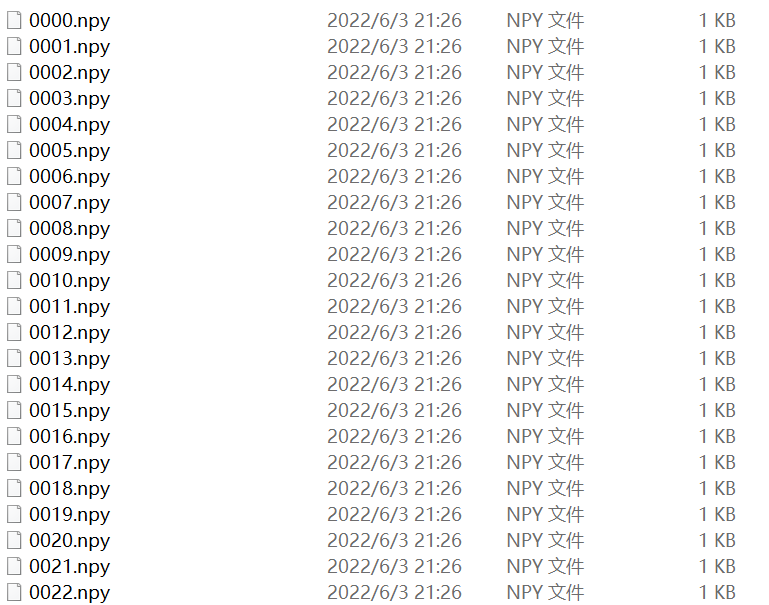 0000.npy 2022/6/3 21:26 NPY 文件 1 KB
0001.npy 2022/6/3 21:26 NPY 文件 1 KB
0002.npy 2022/6/3 21:26 NPY 文件 1 KB
0003.npy 2022/6/3 21:26 NPY 文件 1 KB
0004.npy 2022/6/3 21:26 NPY 文件 1 KB
0005.npy 2022/6/3 21:26 NPY 文件 1 KB
0006.npy 2022/6/3 21:26 NPY 文件 1 KB
0007.npy 2022/6/3 21:26 NPY 文件 1 KB
0008.npy 2022/6/3 21:26 NPY 文件 1 KB
0009.npy 2022/6/3 21:26 NPY 文件 1 KB
0010.npy 2022/6/3 21:26 NPY 文件 1 KB
0011.npy 2022/6/3 21:26 NPY 文件 1 KB
0012.npy 2022/6/3 21:26 NPY 文件 1 KB
0013.npy 2022/6/3 21:26 NPY 文件 1 KB
0014.npy 2022/6/3 21:26 NPY 文件 1 KB
0015.npy 2022/6/3 21:26 NPY 文件 1 KB
0016.npy 2022/6/3 21:26 NPY 文件 1 KB
0017.npy 2022/6/3 21:26 NPY 文件 1 KB
0018.npy 2022/6/3 21:26 NPY 文件 1 KB
0019.npy 2022/6/3 21:26 NPY 文件 1 KB
0020.npy 2022/6/3 21:26 NPY 文件 1 KB
0021.npy 2022/6/3 21:26 NPY 文件 1 KB
0022.npy 2022/6/3 21:26 NPY 文件 1 KB